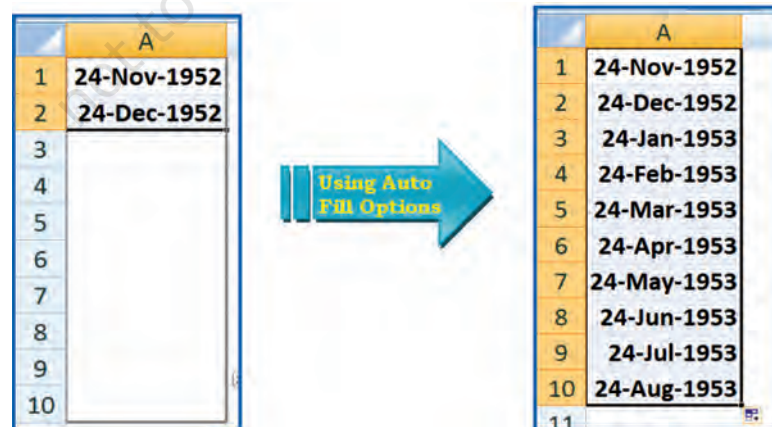 not to
A
1 24-Nov-1952
2 24-Dec-1952
3
4
5
6
7
8
9
10
Using Auto
Fill Options
A
1 24-Nov-1952
2 24-Dec-1952
3 24-Jan-1953
4 24-Feb-1953
5 24-Mar-1953
6 24-Apr-1953
7 24-May-1953
8 24-Jun-1953
9 24-Jul-1953
10 24-Aug-1953
11